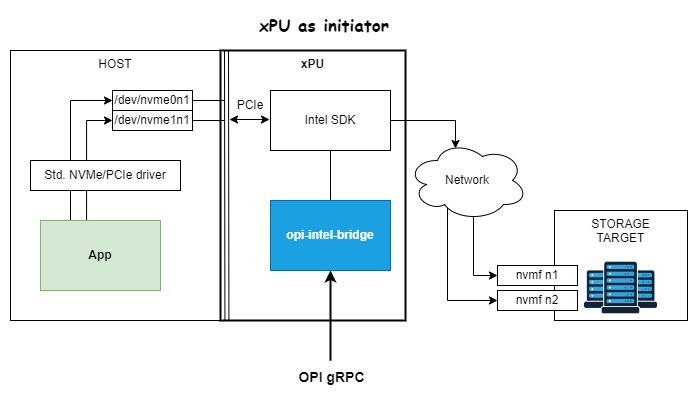 xPU as initiator
HOST
xPU
/dev/nvme0n1
/dev/nvme1n1
PCIe
Intel SDK
Std. NVMe/PCIe driver
Network
App
opi-intel-bridge
STORAGE
TARGET
nvmf n1
nvmf n2
OPI gRPC